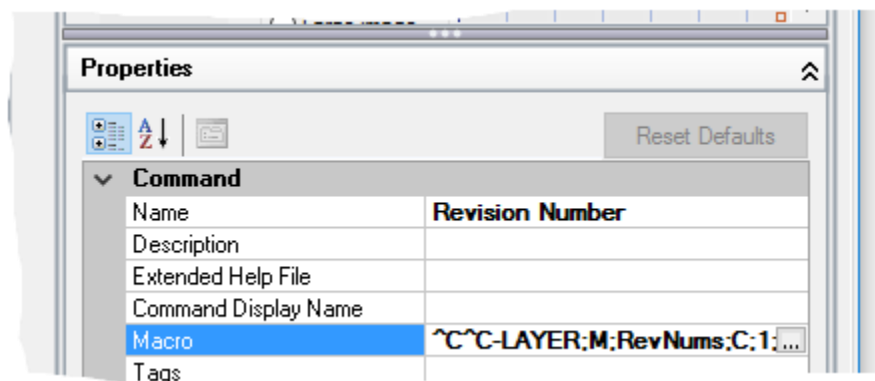 Properties
Reset Defaults
Command
Name Revision Number
Description
Extended Help File
Command Display Name
Macro ^C^C-LAYER;M;RevNums;C;1; ...
Tags